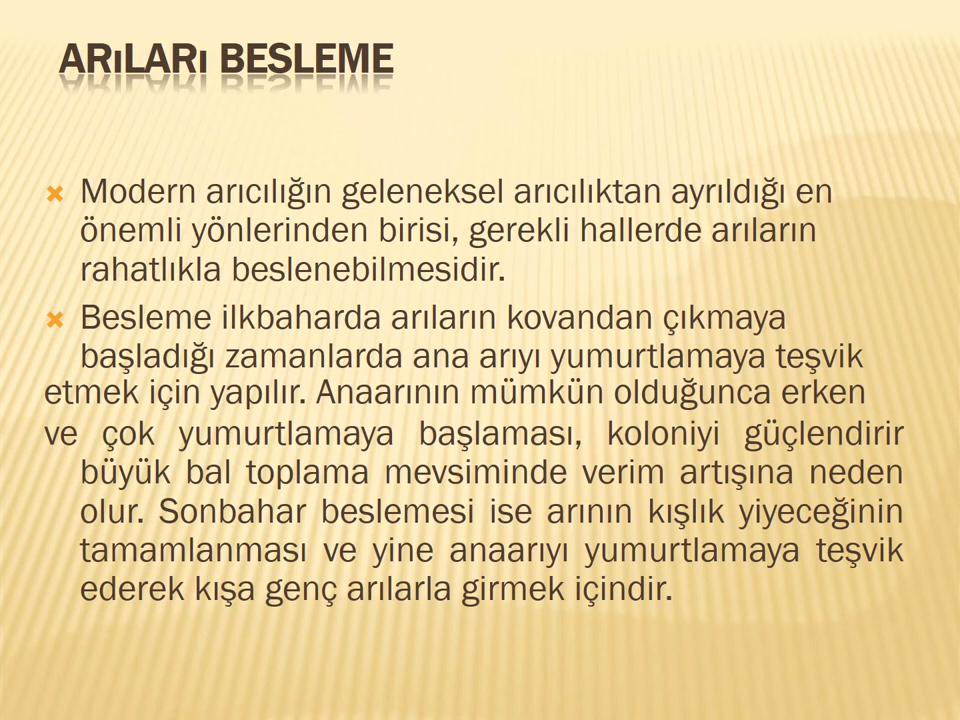 ARıLARı BESLEME
Modern arıcılığın geleneksel arıcılıktan ayrıldığı en
önemli yönlerinden birisi, gerekli hallerde arıların
rahatlıkla beslenebilmesidir.
Besleme ilkbaharda arıların kovandan çıkmaya
başladığı zamanlarda ana arıyı yumurtlamaya teşvik
etmek için yapılır. Anaarının mümkün olduğunca erken
ve çok yumurtlamaya başlaması, koloniyi güçlendirir
büyük bal toplama mevsiminde verim artışına neden
olur. Sonbahar beslemesi ise arının kışlık yiyeceğinin
tamamlanması ve yine anaarıyı yumurtlamaya teşvik
ederek kışa genç arılarla girmek içindir.